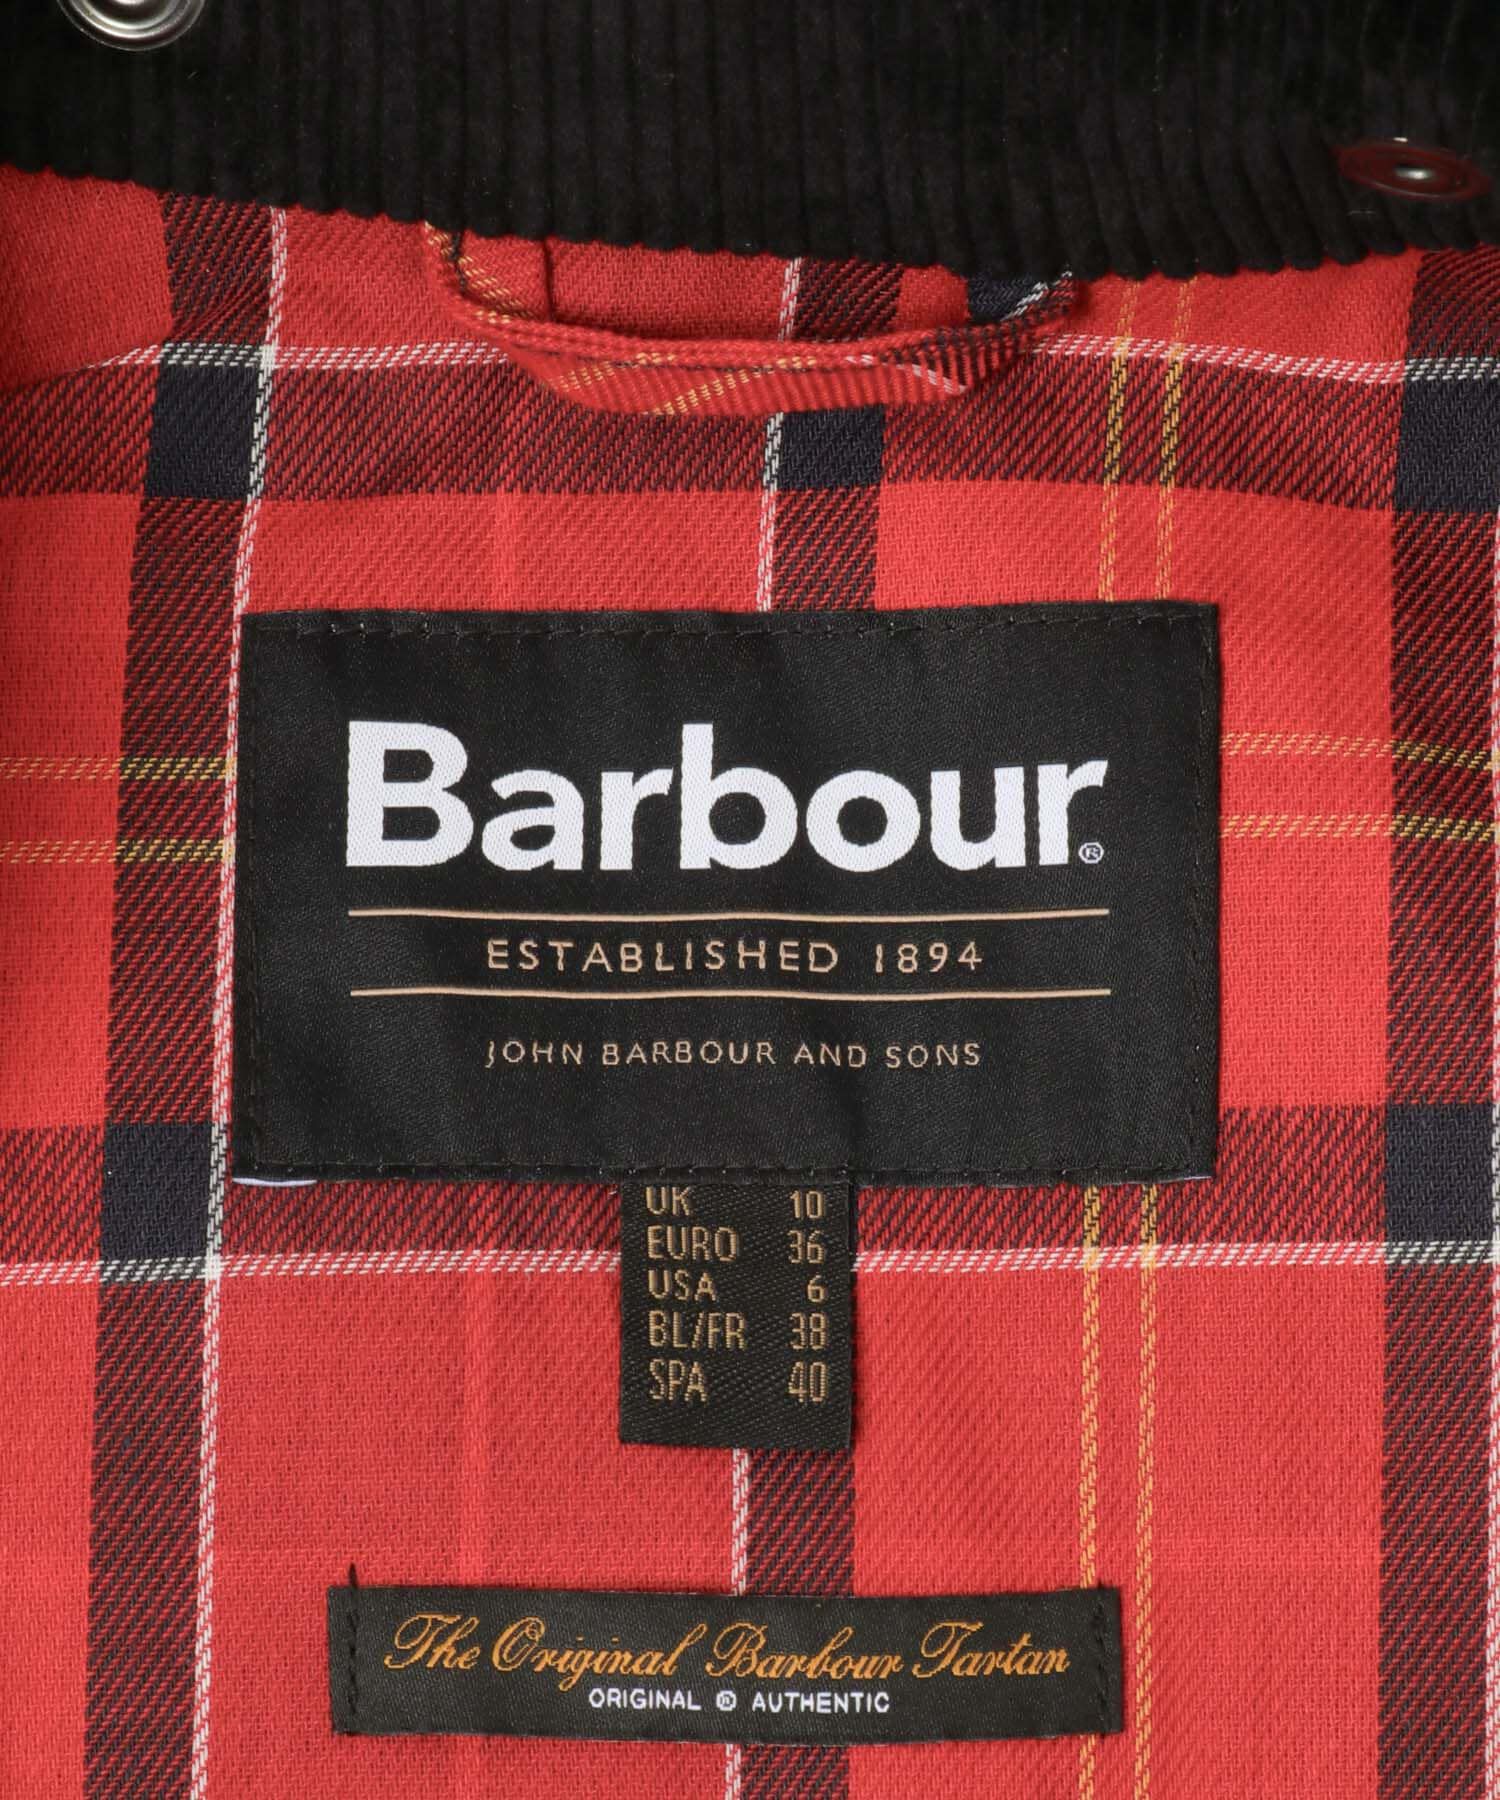 Barbour®
ESTABLISHED 1894
JOHN BARBOUR AND SONS
UK 10
EURO 36
USA 6
BL/FR 38
SPA 40
The Original Barbour Tartan
ORIGINAL ® AUTHENTIC